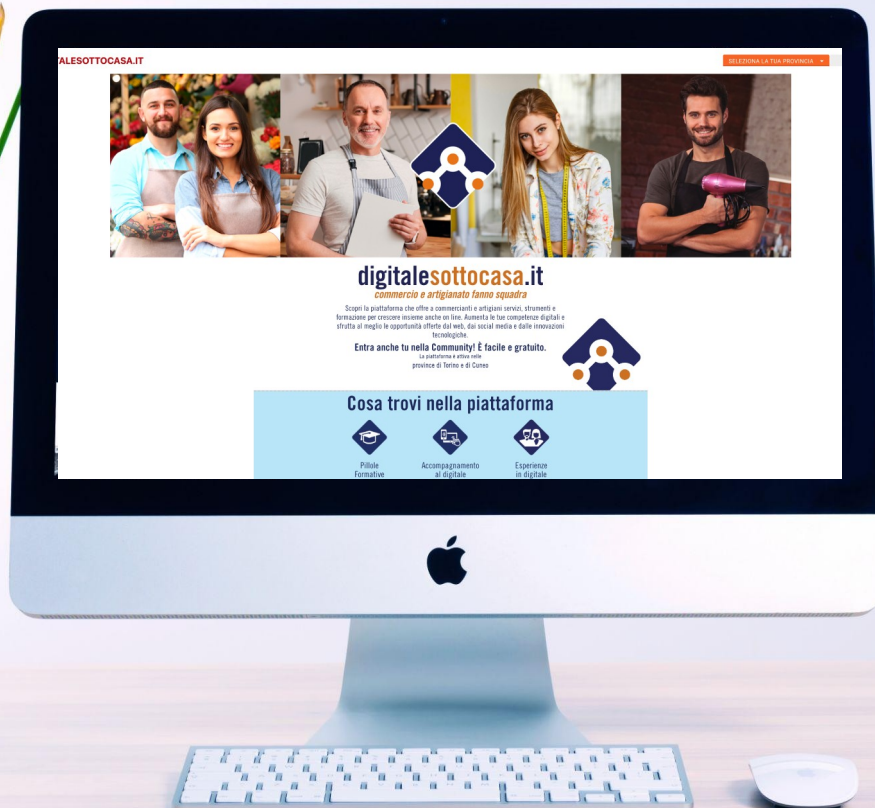 TALESOTTOCASA.IT
SELEZIONA LA TUA PROVINCIA
digitalesottocasa.it
commercio e artigianato fanno squadra
Scopri la piattaforma che offre a commercianti e artigiani servizi, strumenti e
formazione per crescere insieme anche on line. Aumenta le tue competenze digitali e
sfrutta al meglio le opportunità offerte dal web, dai social media e dalle innovazioni
tecnologiche.
Entra anche tu nella Community! È facile e gratuito.
La piattaforma è attiva nelle
province di Torino e di Cuneo
Cosa trovi nella piattaforma
Pillole
Formative
Accompagnamento
al digitale
Esperienze
in digitale